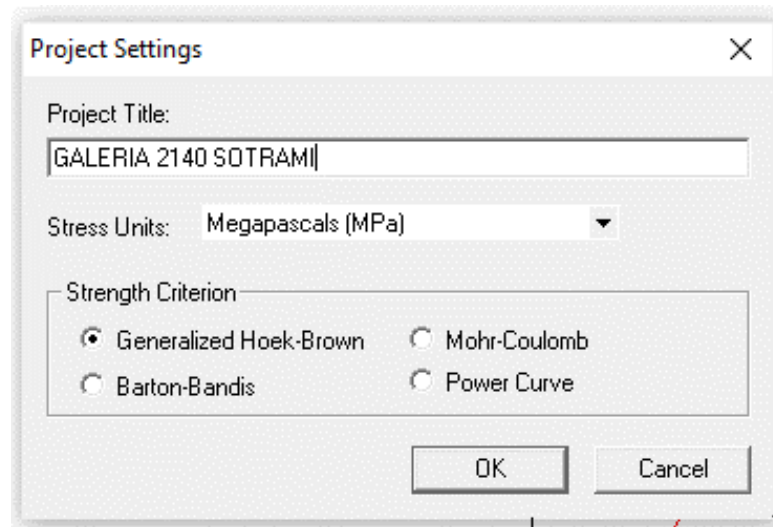 Project Settings
Project Title:
GALERIA 2140 SOTRAMI
Stress Units: Megapascals (MPa)
Strength Criterion
Generalized Hoek-Brown Mohr-Coulomb
Barton-Bandis Power Curve
OK Cancel